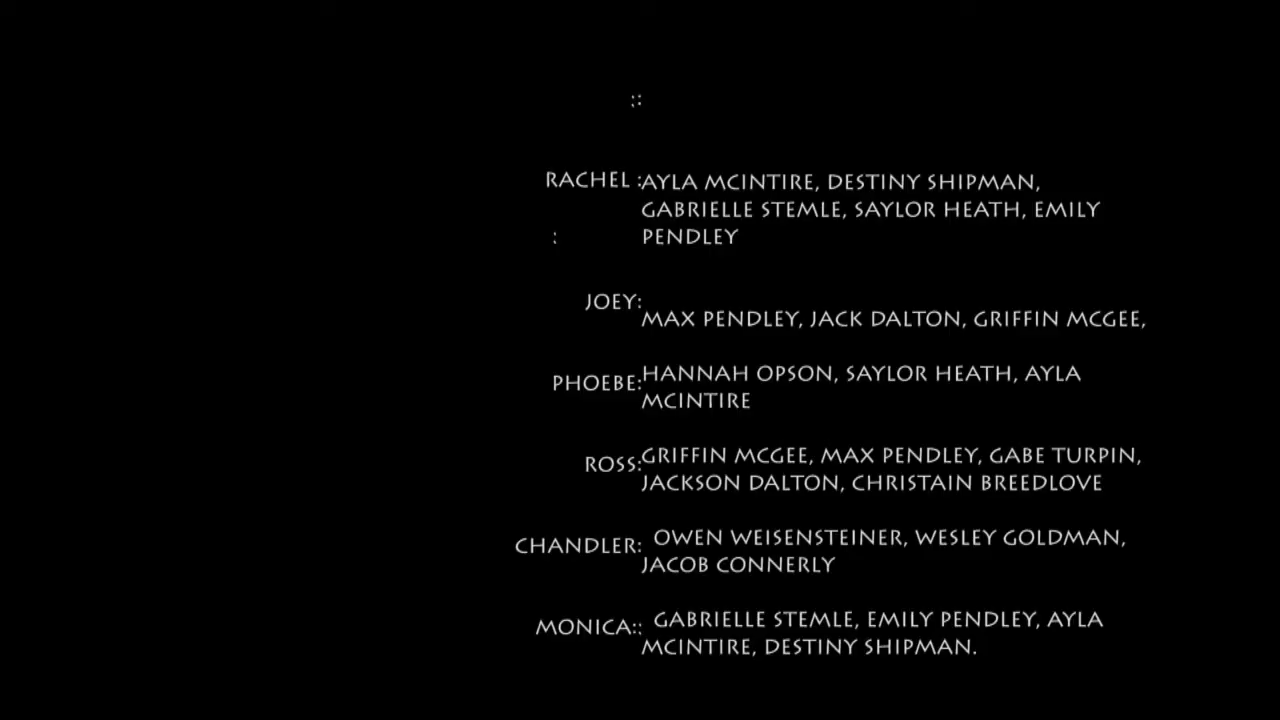 ::
RACHEL :AYLA MCINTIRE, DESTINY SHIPMAN,
GABRIELLE STEMLE, SAYLOR HEATH, EMILY
: PENDLEY
JOEY:
MAX PENDLEY, JACK DALTON, GRIFFIN MCGEE,
PHOEBE:HANNAH OPSON, SAYLOR HEATH, AYLA
MCINTIRE
ROSS:GRIFFIN MCGEE, MAX PENDLEY, GABE TURPIN,
JACKSON DALTON, CHRISTAIN BREEDLOVE
CHANDLER: OWEN WEISENSTEINER, WESLEY GOLDMAN,
JACOB CONNERLY
MONICA:: GABRIELLE STEMLE, EMILY PENDLEY, AYLA
MCINTIRE, DESTINY SHIPMAN.